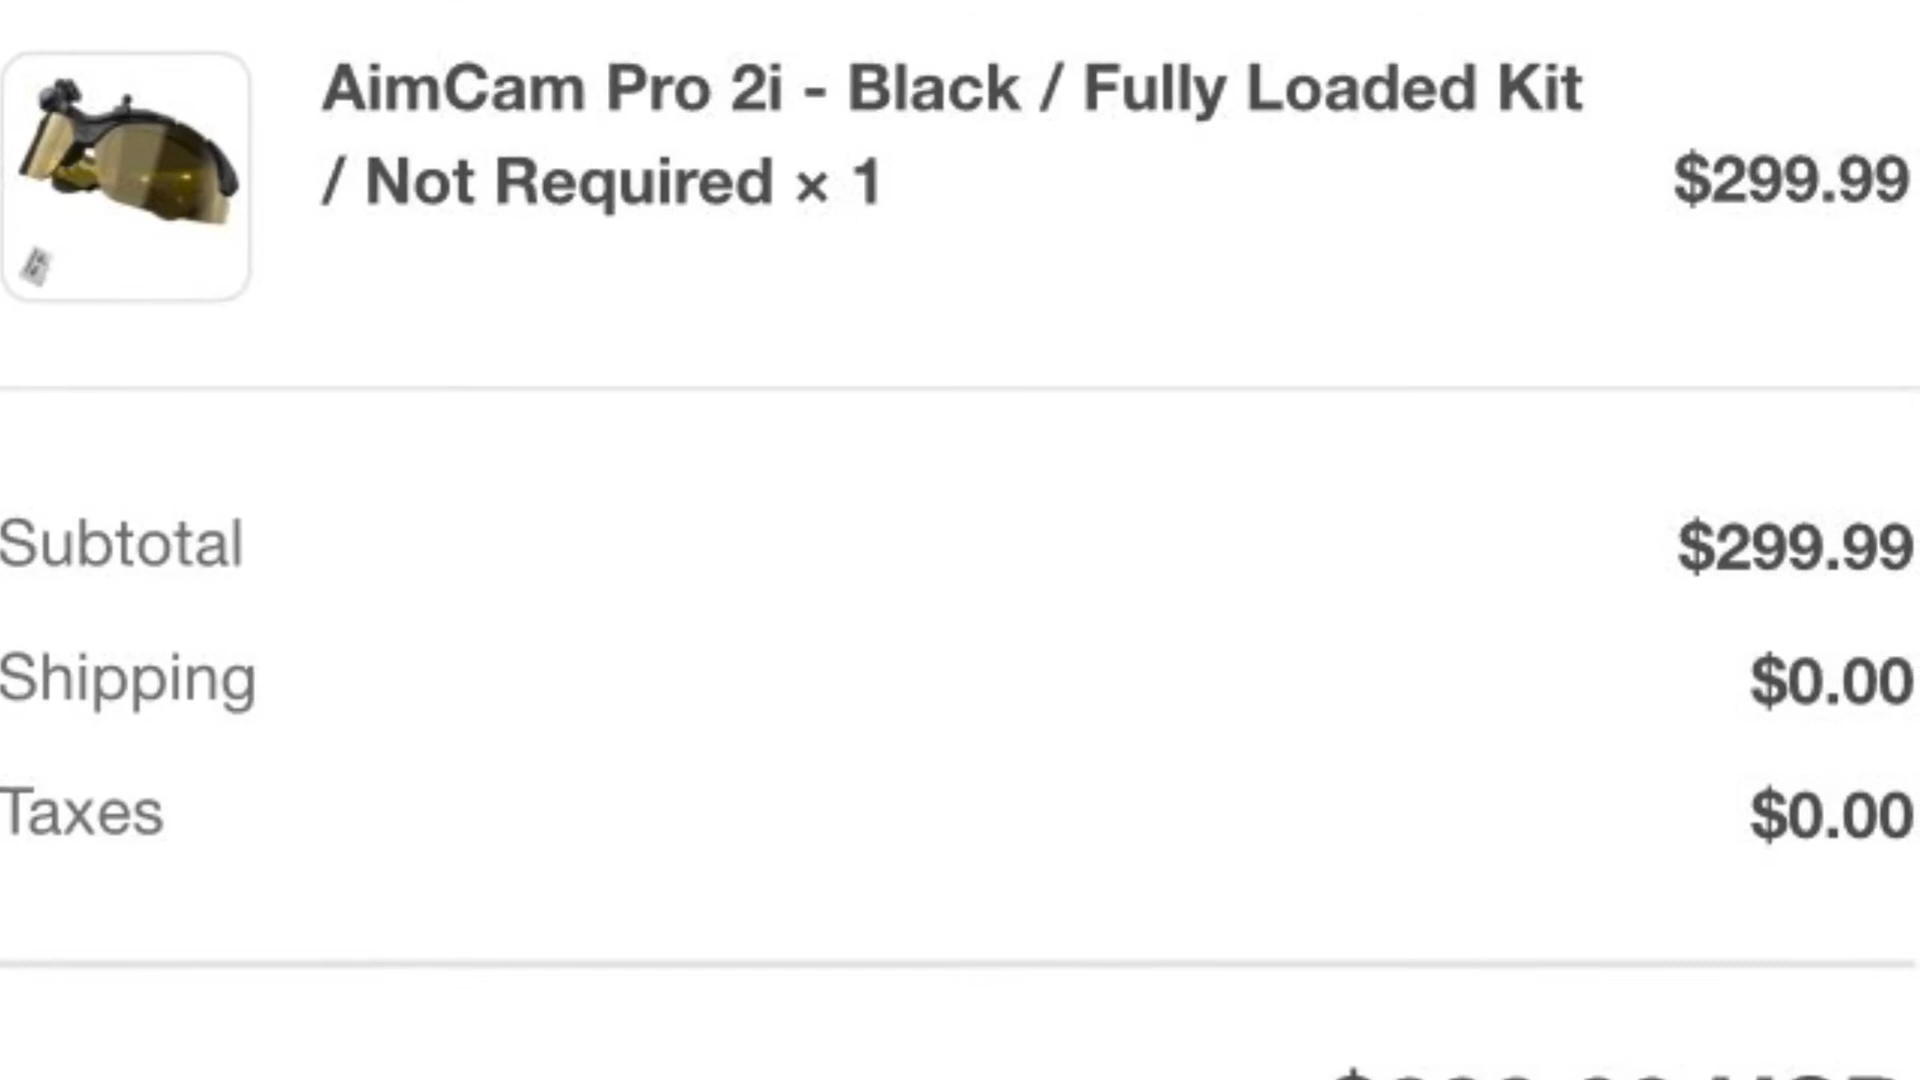 AimCam Pro 2i - Black / Fully Loaded Kit
/ Not Required × 1
$299.99
Subtotal $299.99
Shipping $0.00
Taxes $0.00